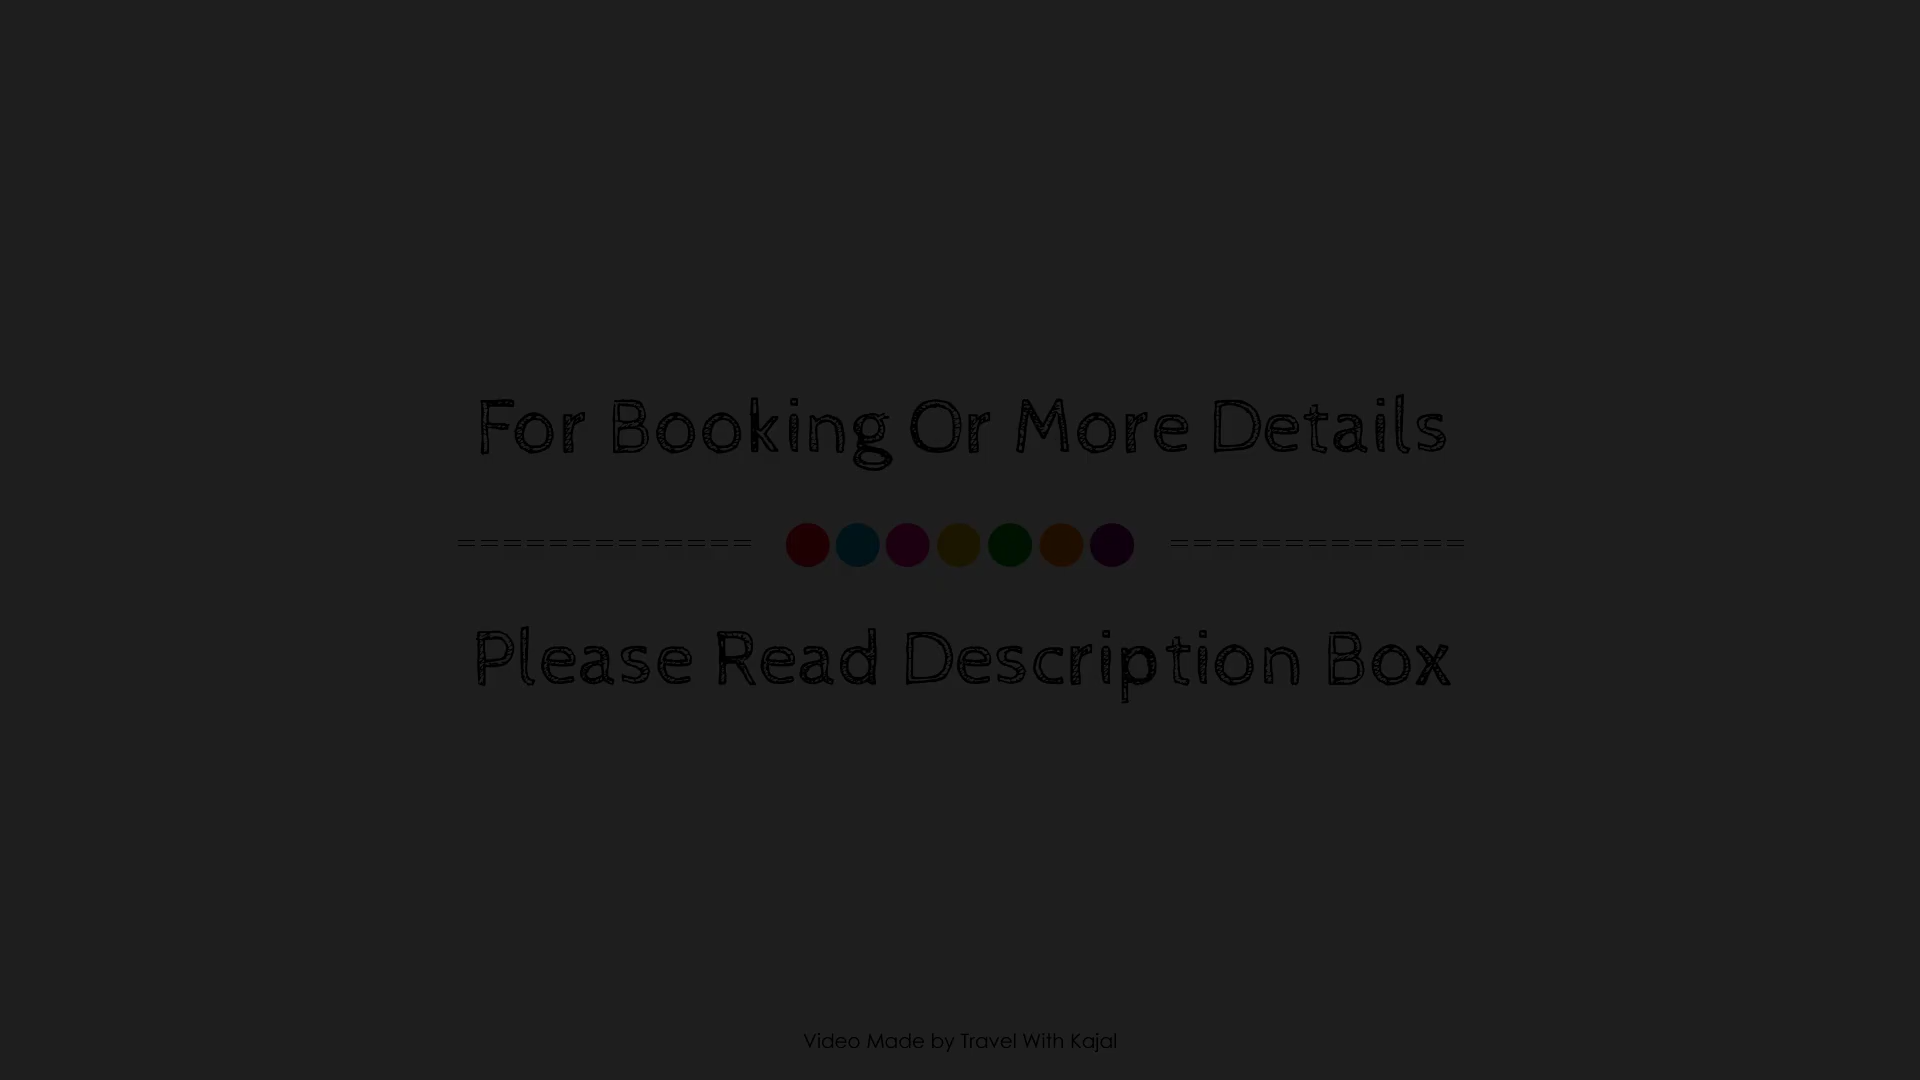 For Booking Or More Details
============= =============
Please Read Description Box
Video Made by Travel With Kajal